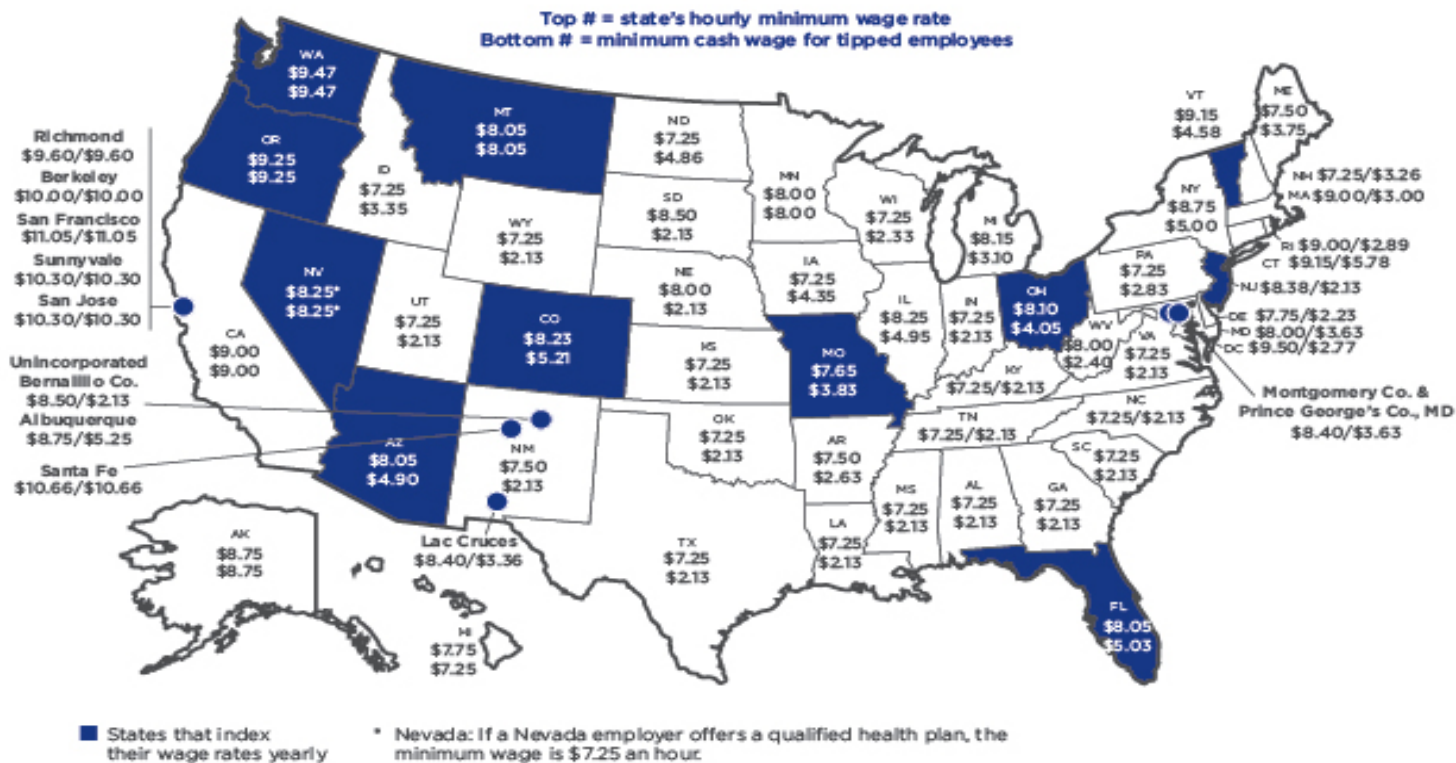 Top # = state's hourly minimum wage rate
Bottom # = minimum cash wage for tipped employees
WA
$9.47
$9.47
OR
$9.25
$9.25
MT
$8.05
$8.05
ID
$7.25
$3.35
WY
$7.25
$2.13
NV
$8.25*
$8.25*
UT
$7.25
$2.13
CO
$8.23
$5.21
CA
$9.00
$9.00
AZ
$8.05
$4.90
NM
$7.50
$2.13
ND
$7.25
$4.86
SD
$8.50
$2.13
NE
$8.00
$2.13
KS
$7.25
$2.13
OK
$7.25
$2.13
TX
$7.25
$2.13
MN
$8.00
$8.00
IA
$7.25
$4.35
MO
$7.65
$3.83
AR
$7.50
$2.63
LA
$7.25
$2.13
WI
$7.25
$2.33
IL
$8.25
$4.95
MI
$8.15
$3.10
IN
$7.25
$2.13
OH
$8.10
$4.05
KY
$7.25/$2.13
TN
$7.25/$2.13
MS
$7.25
$2.13
AL
$7.25
$2.13
GA
$7.25
$2.13
FL
$8.05
$5.03
SC
$7.25
$2.13
NC
$7.25/$2.13
VA
$7.25
$2.13
WV
$8.00
$2.40
PA
$7.25
$2.83
NY
$8.75
$5.00
VT
$9.15
$4.58
ME
$7.50
$3.75
NH $7.25/$3.26
MA $9.00/$3.00
RI $9.00/$2.89
CT $9.15/$5.78
NJ $8.38/$2.13
DE $7.75/$2.23
MD $8.00/$3.63
DC $9.50/$2.77
Montgomery Co. &
Prince George's Co., MD
$8.40/$3.63
Richmond
$9.60/$9.60
Berkeley
$10.00/$10.00
San Francisco
$11.05/$11.05
Sunnyvale
$10.30/$10.30
San Jose
$10.30/$10.30
Unincorporated
Bernalillo Co.
$8.50/$2.13
Albuquerque
$8.75/$5.25
Santa Fe
$10.66/$10.66
Lac Cruces
$8.40/$3.36
AK
$8.75
$8.75
HI
$7.75
$7.25
States that index
their wage rates yearly
* Nevada: If a Nevada employer offers a qualified health plan, the
minimum wage is $7.25 an hour.